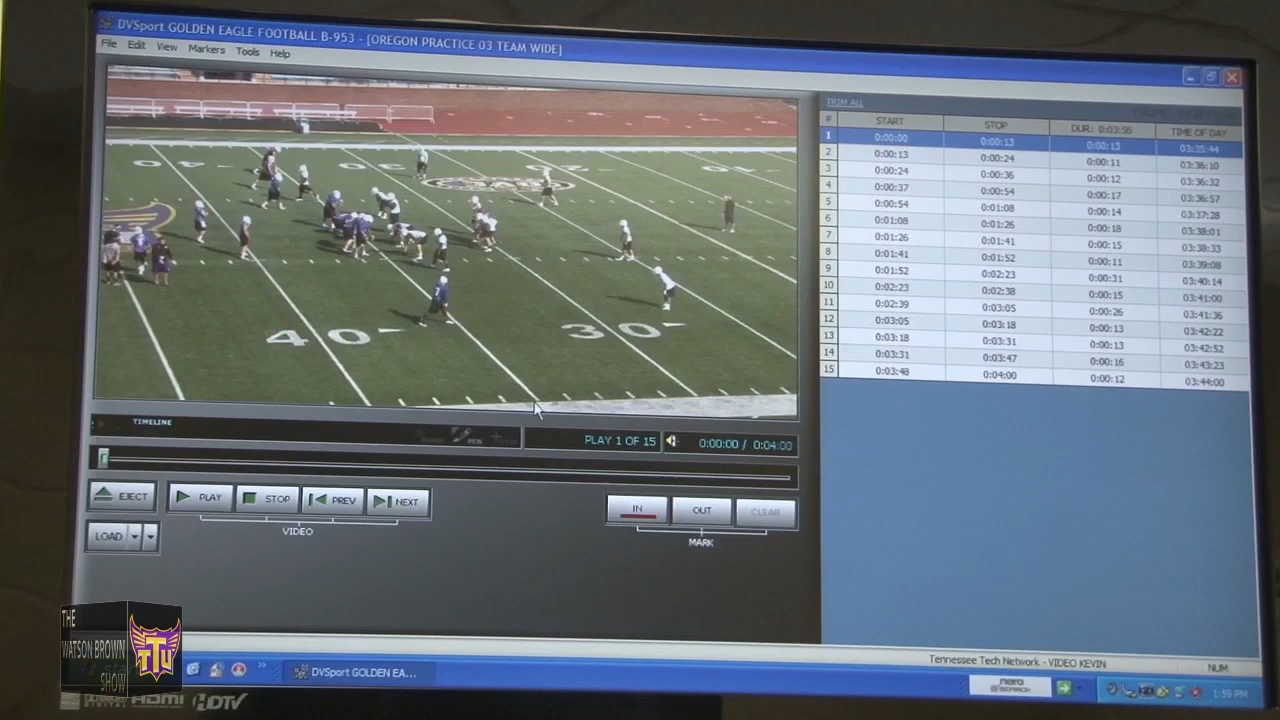 DVSport GOLDEN EAGLE FOOTBALL B-953 - [OREGON PRACTICE 03 TEAM WIDE]
File Edit View Markers Tools Help
TRIM ALL
# START STOP DUR: 0:03:56 TIME OF DAY
1 0:00:00 0:00:13 0:00:13 03:35:44
2 0:00:13 0:00:24 0:00:11 03:36:10
3 0:00:24 0:00:36 0:00:12 03:36:32
4 0:00:37 0:00:54 0:00:17 03:36:57
5 0:00:54 0:01:08 0:00:14 03:37:28
6 0:01:08 0:01:26 0:00:18 03:38:01
7 0:01:26 0:01:41 0:00:15 03:38:33
8 0:01:41 0:01:52 0:00:11 03:39:08
9 0:01:52 0:02:23 0:00:31 03:40:14
10 0:02:23 0:02:38 0:00:15 03:41:00
11 0:02:39 0:03:05 0:00:26 03:41:36
12 0:03:05 0:03:18 0:00:13 03:42:22
13 0:03:18 0:03:31 0:00:13 03:42:52
14 0:03:31 0:03:47 0:00:16 03:43:23
15 0:03:48 0:04:00 0:00:12 03:44:00
40 30
TIMELINE
PEN
PLAY 1 OF 15
0:00:00 / 0:04:00
EJECT PLAY STOP PREV NEXT
IN OUT CLEAR
LOAD
VIDEO
MARK
Tennessee Tech Network - VIDEO KEVIN
NUM
DVSport GOLDEN EA...
nero
1:59 PM
THE
WATSON BROWN
SHOW
TTU
DIGITAL HDMI HDTV